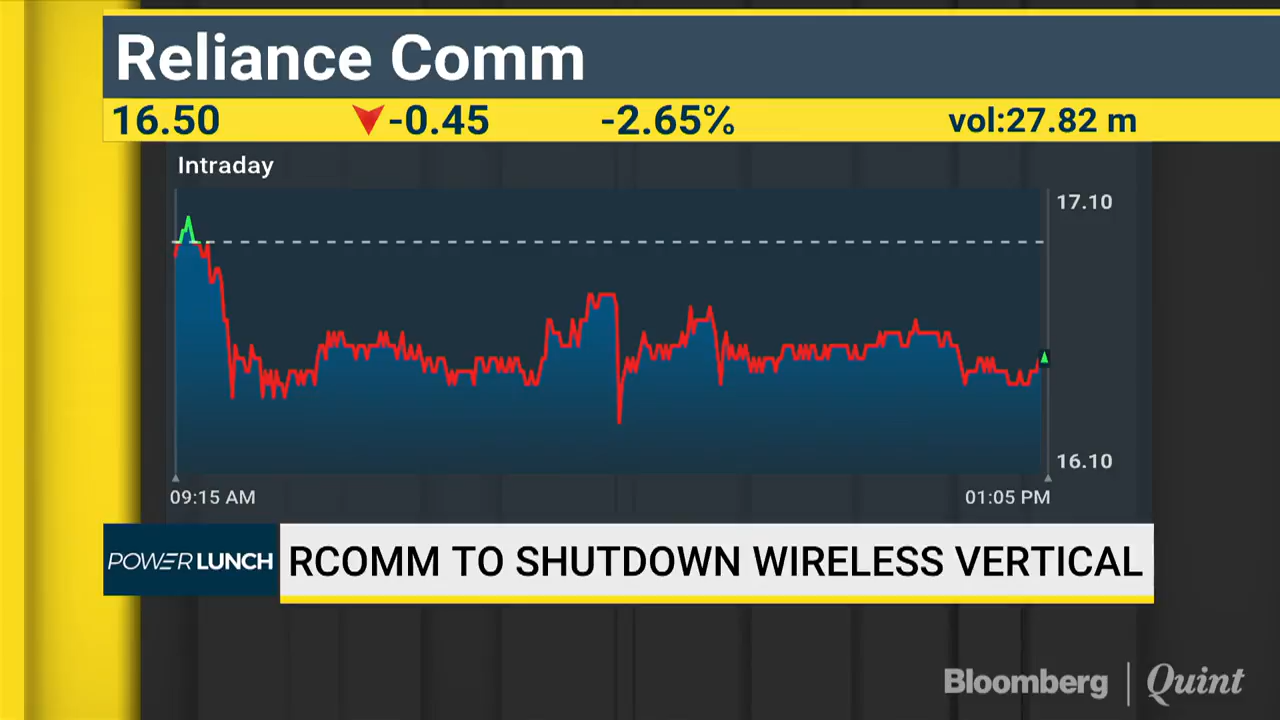 Reliance Comm
16.50 -0.45 -2.65% vol:27.82 m
Intraday
17.10
16.10
09:15 AM 01:05 PM
POWER LUNCH RCOMM TO SHUTDOWN WIRELESS VERTICAL
Bloomberg | Quint